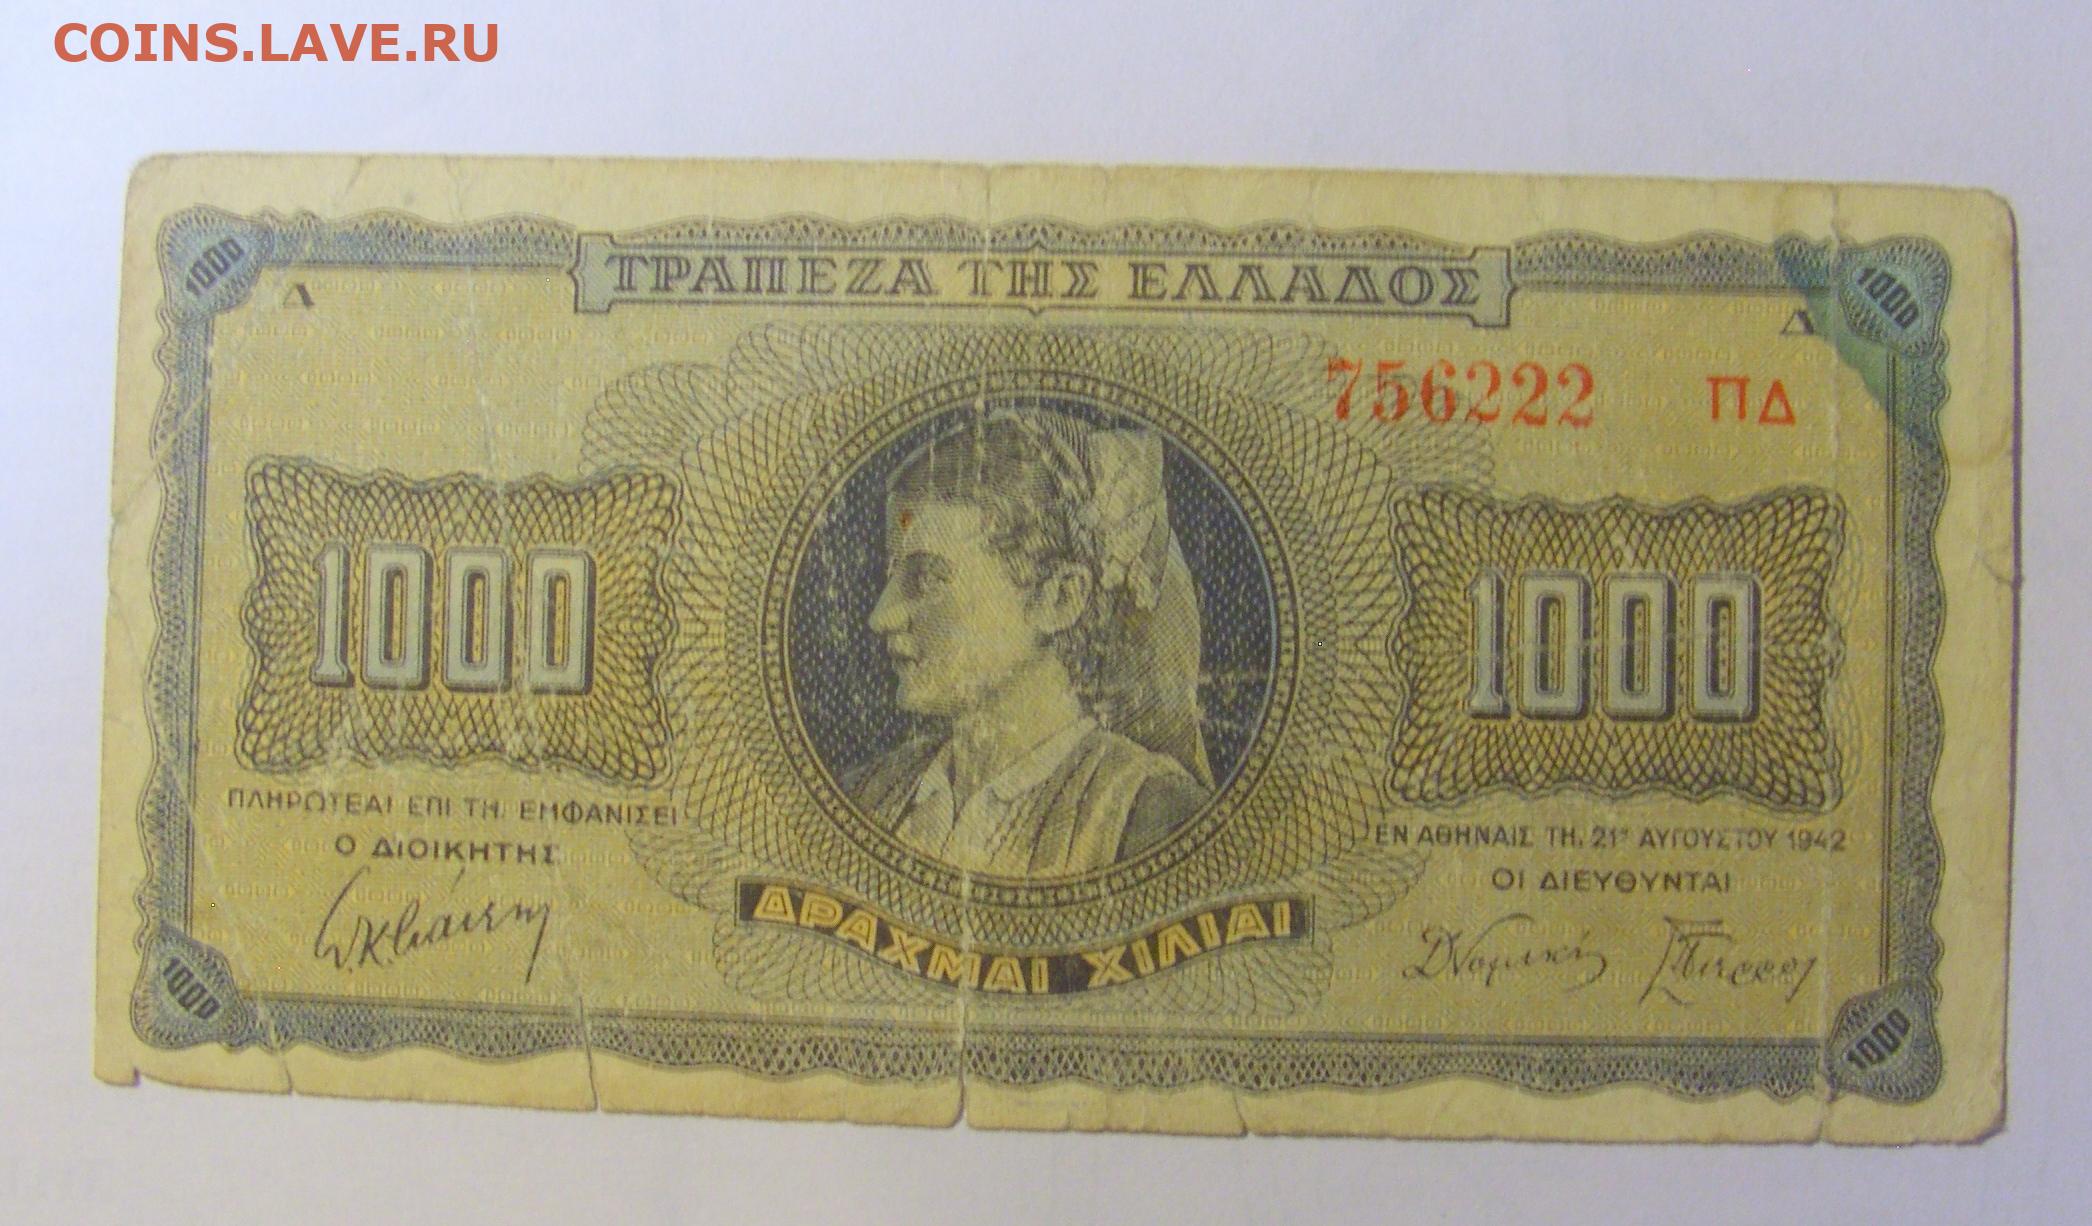 COINS.LAVE.RU
1000
ΤΡΑΠΕΖΑ ΤΗΣ ΕΛΛΑΔΟΣ
1000
Λ
Λ
756222 ΠΔ
1000
1000
ΠΛΗΡΩΤΕΑΙ ΕΠΙ ΤΗ, ΕΜΦΑΝΙΣΕΙ
Ο ΔΙΟΙΚΗΤΗΣ
ΕΝ ΑΘΗΝΑΙΣ ΤΗ, 21ῃ ΑΥΓΟΥΣΤΟΥ 1942
ΟΙ ΔΙΕΥΘΥΝΤΑΙ
ΔΡΑΧΜΑΙ ΧΙΛΙΑΙ
1000
1000